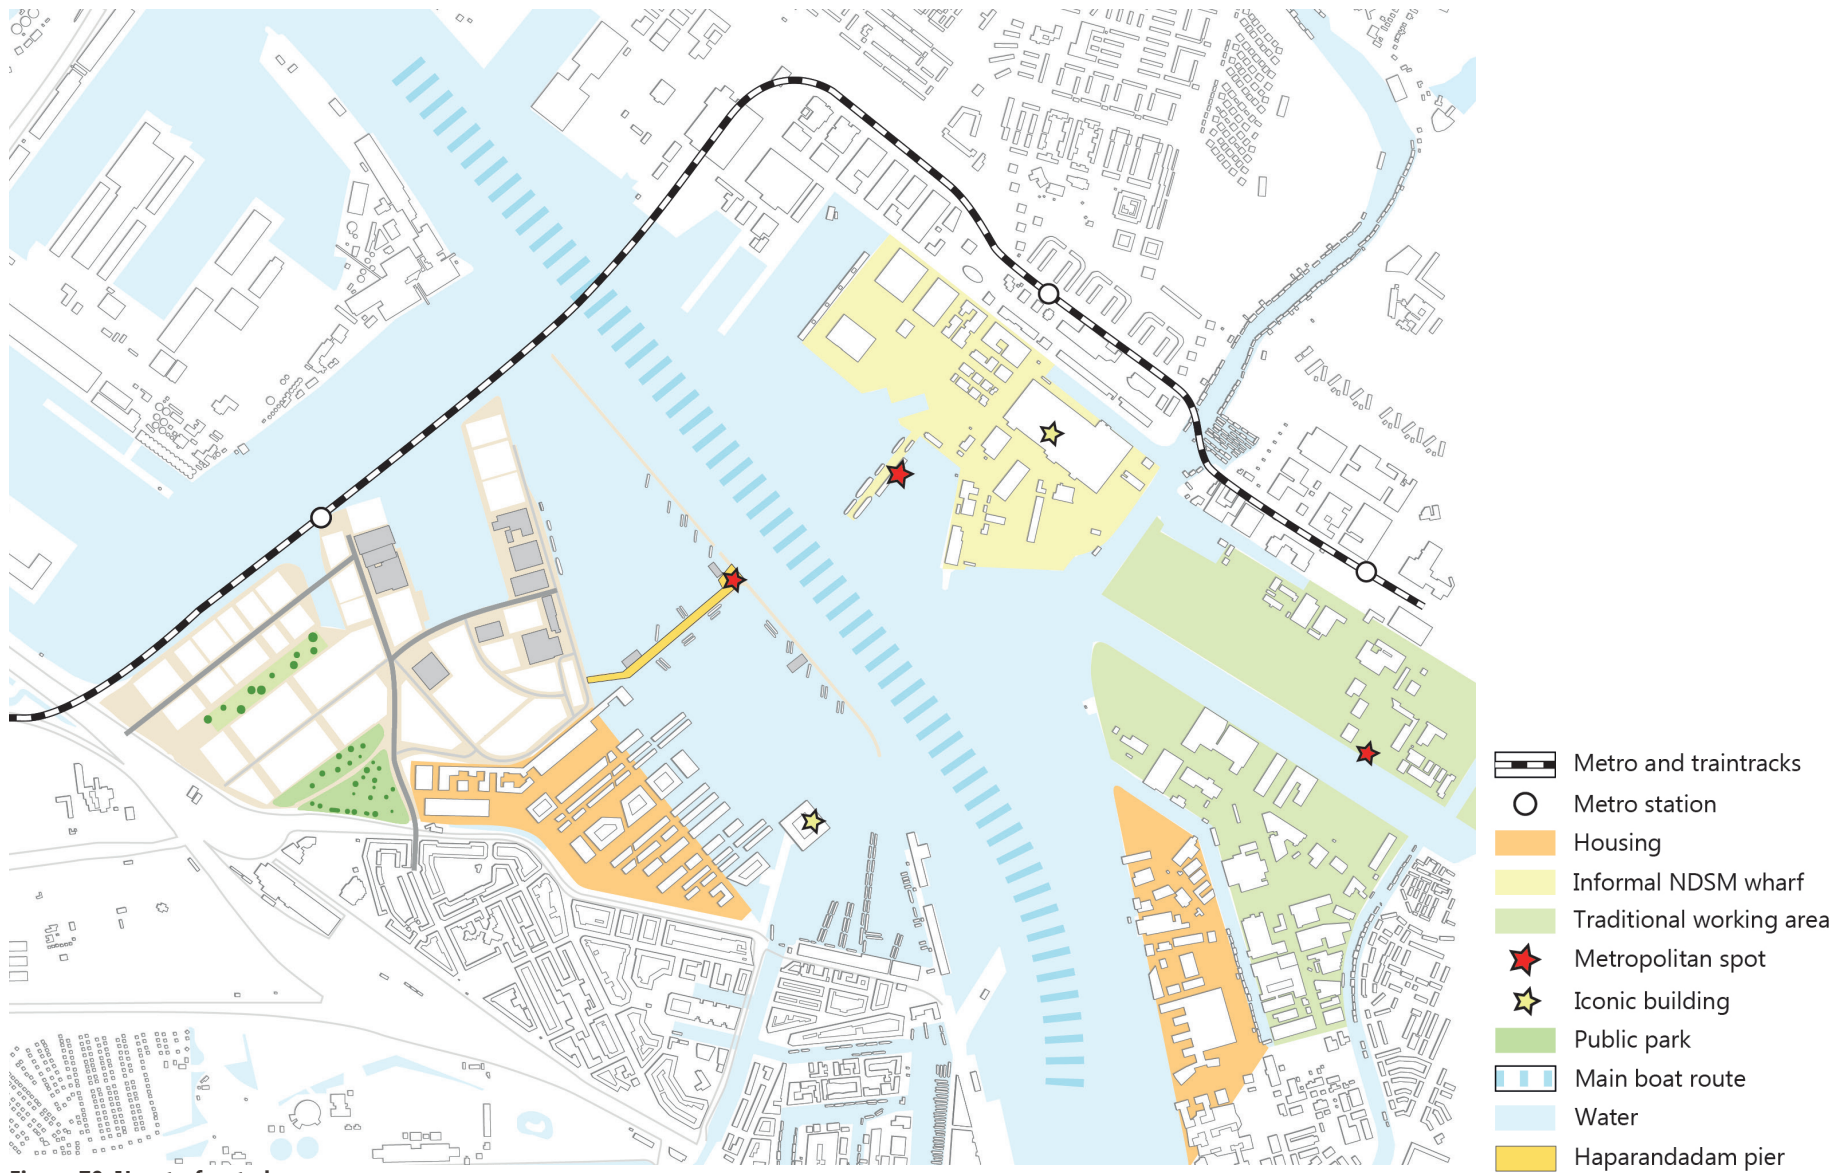 Metro and traintracks
Metro station
Housing
Informal NDSM wharf
Traditional working area
Metropolitan spot
Iconic building
Public park
Main boat route
Water
Haparandadam pier